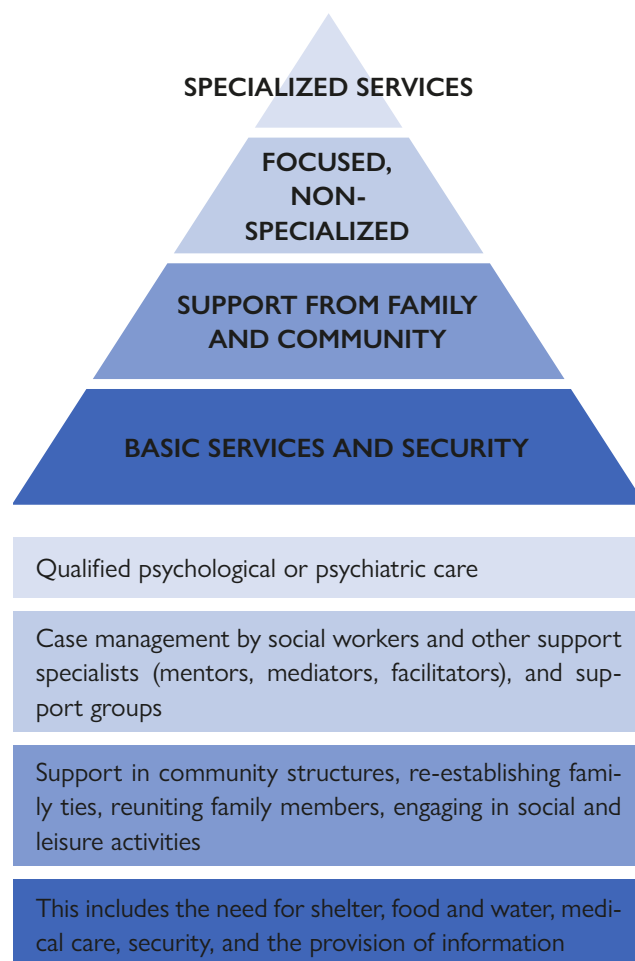 SPECIALIZED SERVICES
FOCUSED,
NON-
SPECIALIZED
SUPPORT FROM FAMILY
AND COMMUNITY
BASIC SERVICES AND SECURITY
Qualified psychological or psychiatric care
Case management by social workers and other support
specialists (mentors, mediators, facilitators), and sup-
port groups
Support in community structures, re-establishing fami-
ly ties, reuniting family members, engaging in social and
leisure activities
This includes the need for shelter, food and water, medi-
cal care, security, and the provision of information